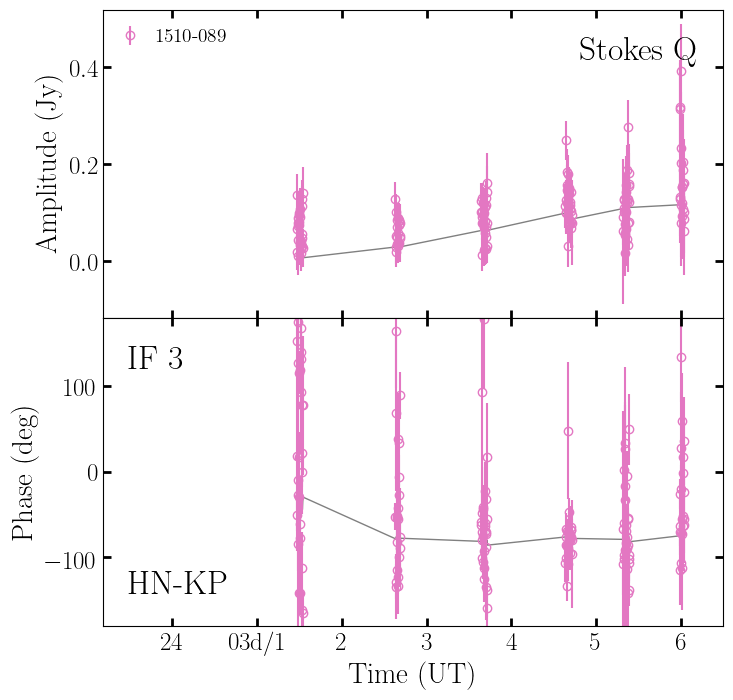 1510-089
Stokes Q
Amplitude (Jy)
0.4
0.2
0.0
IF 3
HN-KP
Phase (deg)
100
0
−100
24 03d/1 2 3 4 5 6
Time (UT)